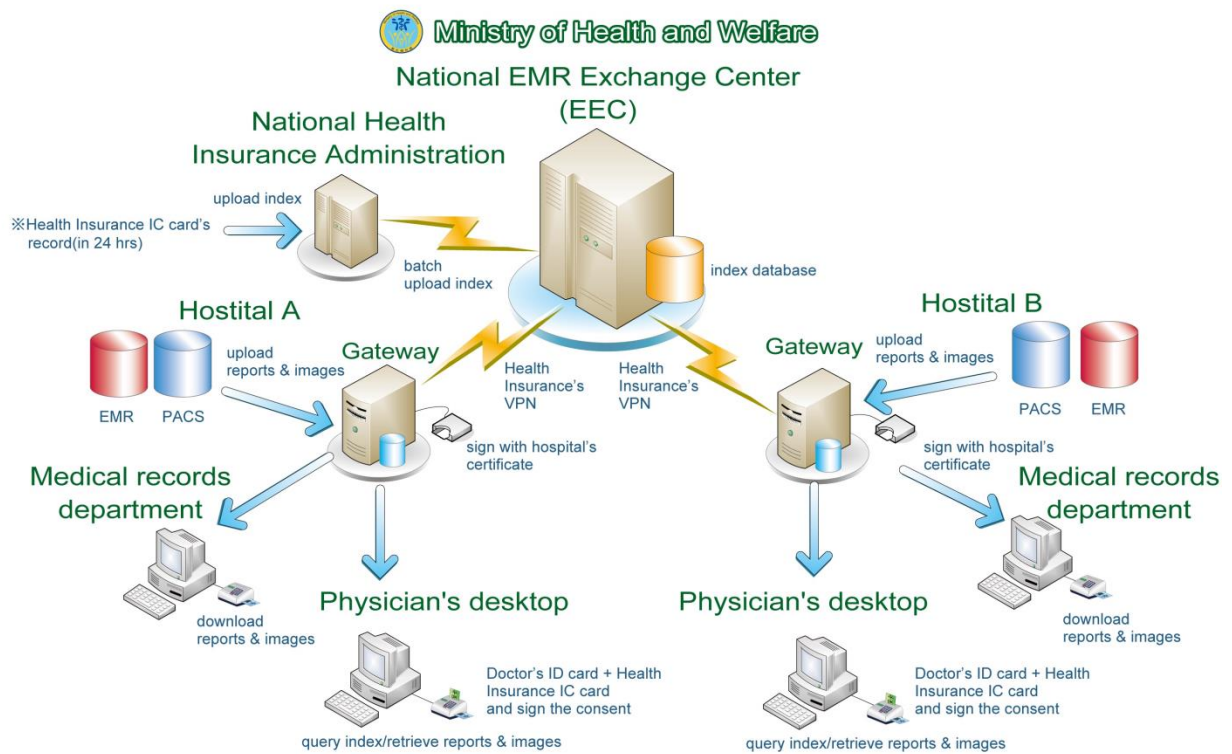 Ministry of Health and Welfare
National EMR Exchange Center
(EEC)
National Health
Insurance Administration
upload index
※Health Insurance IC card's
record(in 24 hrs)
batch
upload index
index database
Hostital A
Hostital B
upload
reports & images
Gateway
EMR
PACS
Health
Insurance's
VPN
Health
Insurance's
VPN
Gateway
upload
reports & images
PACS
EMR
sign with hospital's
certificate
sign with hospital's
certificate
Medical records
department
Medical records
department
download
reports & images
download
reports & images
Physician's desktop
Physician's desktop
Doctor's ID card + Health
Insurance IC card
and sign the consent
query index/retrieve reports & images
Doctor's ID card + Health
Insurance IC card
and sign the consent
query index/retrieve reports & images